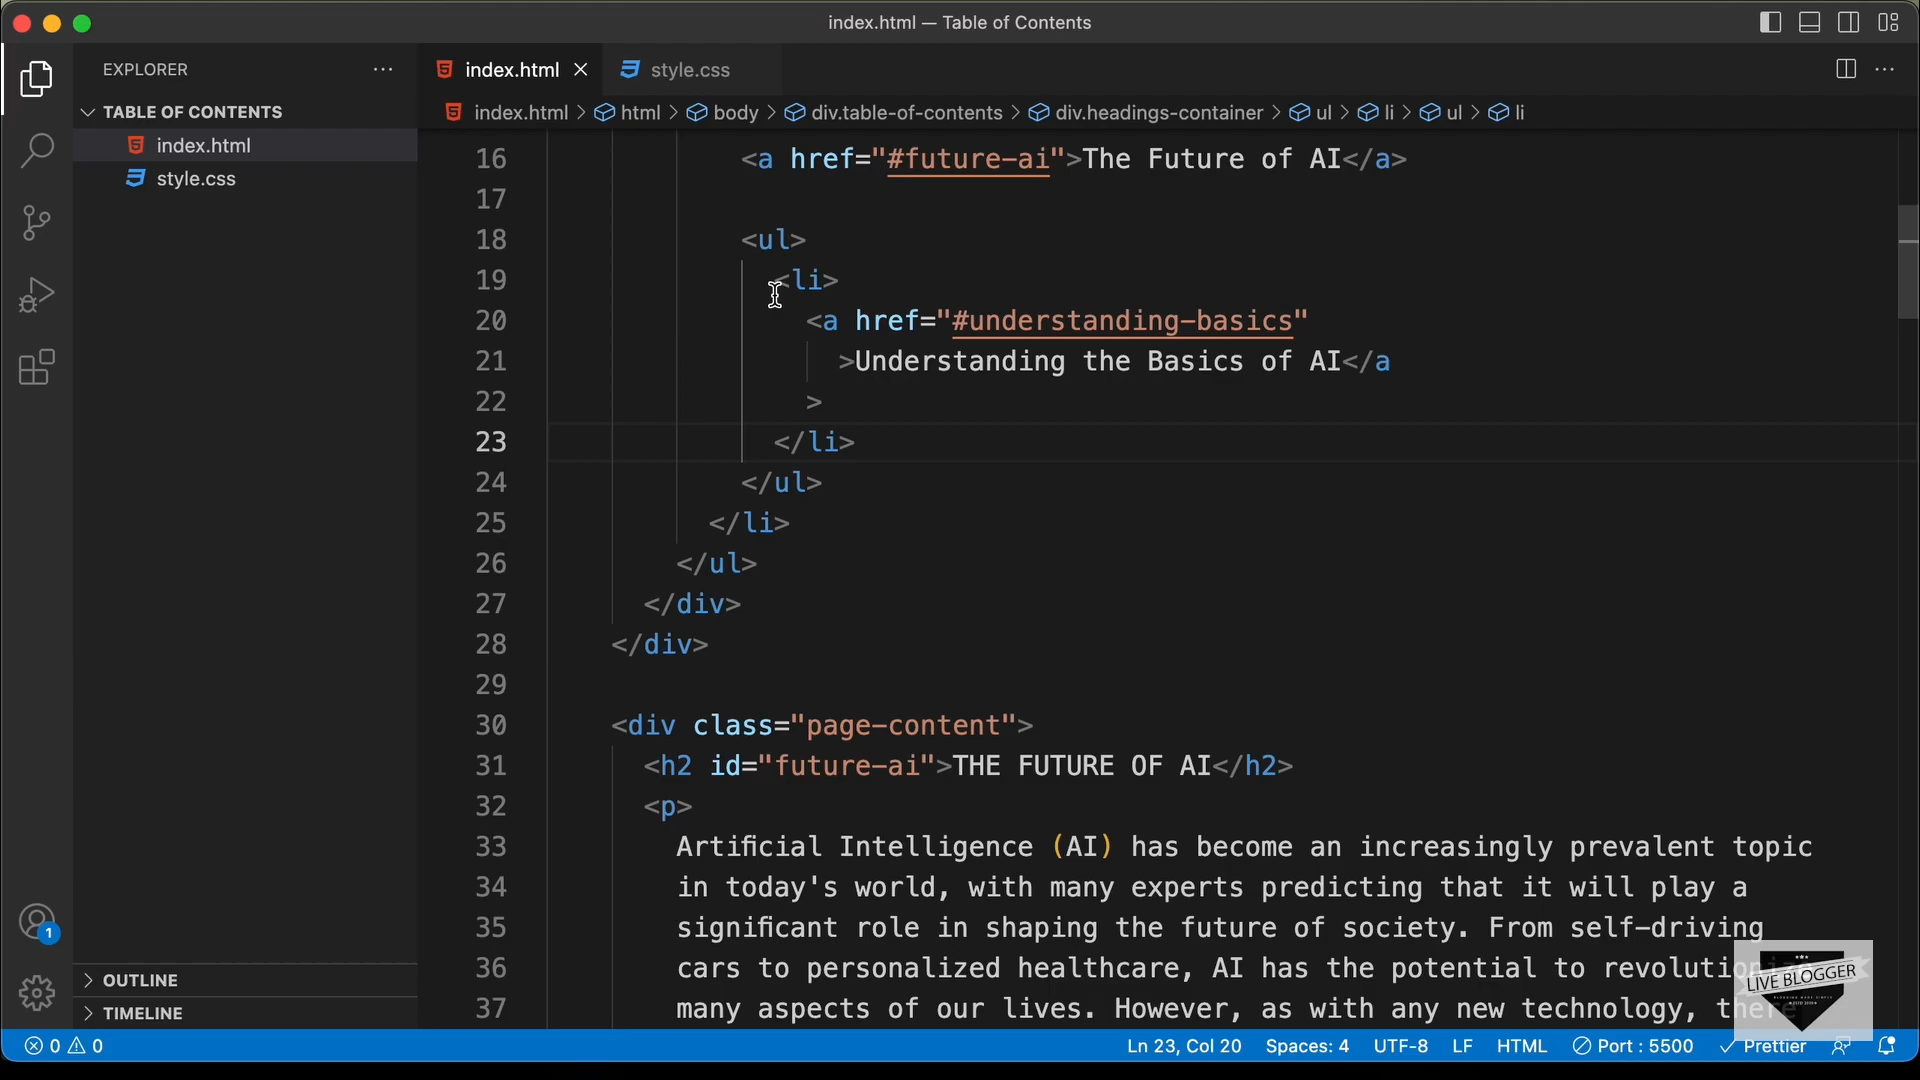 index.html — Table of Contents
EXPLORER
index.html
style.css
TABLE OF CONTENTS
index.html > html > body > div.table-of-contents > div.headings-container > ul > li > ul > li
index.html
style.css
16 <a href="#future-ai">The Future of AI</a>
17
18 <ul>
19 <li>
20 <a href="#understanding-basics"
21 >Understanding the Basics of AI</a
22 >
23 </li>
24 </ul>
25 </li>
26 </ul>
27 </div>
28 </div>
29
30 <div class="page-content">
31 <h2 id="future-ai">THE FUTURE OF AI</h2>
32 <p>
33 Artificial Intelligence (AI) has become an increasingly prevalent topic
34 in today's world, with many experts predicting that it will play a
35 significant role in shaping the future of society. From self-driving
36 cars to personalized healthcare, AI has the potential to
37 many aspects of our lives. However, as with any new technology,
1
OUTLINE
TIMELINE
LIVE BLOGGER
0 0
Ln 23, Col 20 Spaces: 4 UTF-8 LF HTML Port : 5500 Prettier